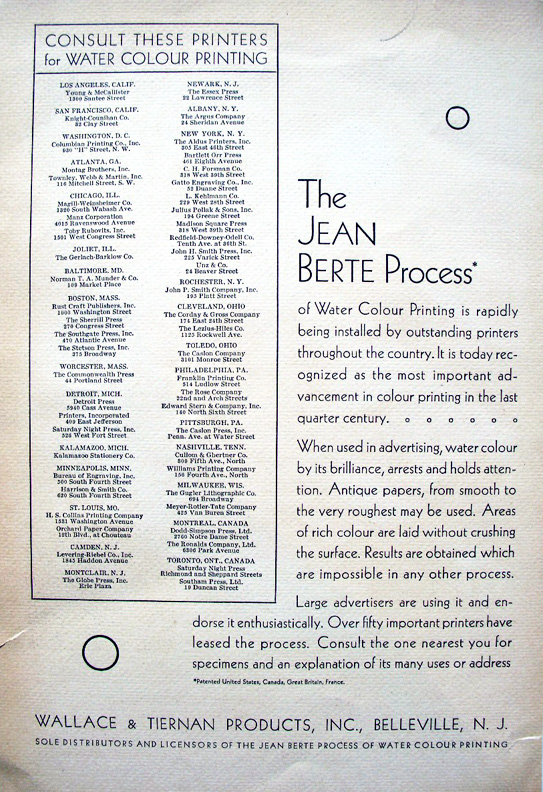 CONSULT THESE PRINTERS
for WATER COLOUR PRINTING
LOS ANGELES, CALIF.
Young & McCallister
1300 Santee Street
SAN FRANCISCO, CALIF.
Knight-Counihan Co.
32 Clay Street
WASHINGTON, D. C.
Columbian Printing Co., Inc.
920 "H" Street, N. W.
ATLANTA, GA.
Montag Brothers, Inc.
Townley, Webb & Martin, Inc.
116 Mitchell Street, S. W.
CHICAGO, ILL.
Magill-Weinsheimer Co.
1320 South Wabash Ave.
Manz Corporation
4015 Ravenswood Avenue
Toby Rubovits, Inc.
1501 West Congress Street
JOLIET, ILL.
The Gerlach-Barklow Co.
BALTIMORE, MD.
Norman T. A. Munder & Co.
109 Market Place
BOSTON, MASS.
Rust Craft Publishers, Inc.
1000 Washington Street
The Sherrill Press
270 Congress Street
The Southgate Press, Inc.
470 Atlantic Avenue
The Stetson Press, Inc.
375 Broadway
WORCESTER, MASS.
The Commonwealth Press
44 Portland Street
DETROIT, MICH.
Detroit Press
5940 Cass Avenue
Printers, Incorporated
409 East Jefferson
Saturday Night Press, Inc.
528 West Fort Street
KALAMAZOO, MICH.
Kalamazoo Stationery Co.
MINNEAPOLIS, MINN.
Bureau of Engraving, Inc.
500 South Fourth Street
Harrison & Smith Co.
620 South Fourth Street
ST. LOUIS, MO.
H. S. Collins Printing Company
1531 Washington Avenue
Orchard Paper Company
18th Blvd., at Chouteau
CAMDEN, N. J.
Levering-Riebel Co., Inc.
1843 Haddon Avenue
MONTCLAIR, N. J.
The Globe Press, Inc.
Erie Plaza
NEWARK, N. J.
The Essex Press
22 Lawrence Street
ALBANY, N. Y.
The Argus Company
24 Sheridan Avenue
NEW YORK, N. Y.
The Aldus Printers, Inc.
305 East 46th Street
Bartlett Orr Press
461 Eighth Avenue
C. H. Forsman Co.
318 West 39th Street
Gatto Engraving Co., Inc.
52 Duane Street
L. Kehlmann Co.
229 West 28th Street
Julius Pollak & Sons, Inc.
194 Greene Street
Madison Square Press
318 West 39th Street
Redfield-Downey-Odell Co.
Tenth Ave. at 36th St.
John H. Smith Press, Inc.
225 Varick Street
Unz & Co.
24 Beaver Street
ROCHESTER, N. Y.
John P. Smith Company, Inc.
193 Platt Street
CLEVELAND, OHIO
The Corday & Gross Company
174 East 24th Street
The Lezius-Hiles Co.
1125 Rockwell Ave.
TOLEDO, OHIO
The Caslon Company
3101 Monroe Street
PHILADELPHIA, PA.
Franklin Printing Co.
514 Ludlow Street
The Rose Company
22nd and Arch Streets
Edward Stern & Company, Inc.
140 North Sixth Street
PITTSBURGH, PA.
The Caslon Press, Inc.
Penn. Ave. at Water Street
NASHVILLE, TENN.
Cullom & Ghertner Co.
309 Fifth Ave., North
Williams Printing Company
156 Fourth Ave., North
MILWAUKEE, WIS.
The Gugler Lithographic Co.
694 Broadway
Meyer-Rotier-Tate Company
425 Van Buren Street
MONTREAL, CANADA
Dodd-Simpson Press, Ltd.
2760 Notre Dame Street
The Ronalds Company, Ltd.
6306 Park Avenue
TORONTO, ONT., CANADA
Saturday Night Press
Richmond and Sheppard Streets
Southam Press, Ltd.
19 Duncan Street
The
JEAN
BERTE Process*
of Water Colour Printing is rapidly
being installed by outstanding printers
throughout the country. It is today rec-
ognized as the most important ad-
vancement in colour printing in the last
quarter century.
When used in advertising, water colour
by its brilliance, arrests and holds atten-
tion. Antique papers, from smooth to
the very roughest may be used. Areas
of rich colour are laid without crushing
the surface. Results are obtained which
are impossible in any other process.
Large advertisers are using it and en-
dorse it enthusiastically. Over fifty important printers have
leased the process. Consult the one nearest you for
specimens and an explanation of its many uses or address
*Patented United States, Canada, Great Britain, France.
WALLACE & TIERNAN PRODUCTS, INC., BELLEVILLE, N. J.
SOLE DISTRIBUTORS AND LICENSORS OF THE JEAN BERTE PROCESS OF WATER COLOUR PRINTING